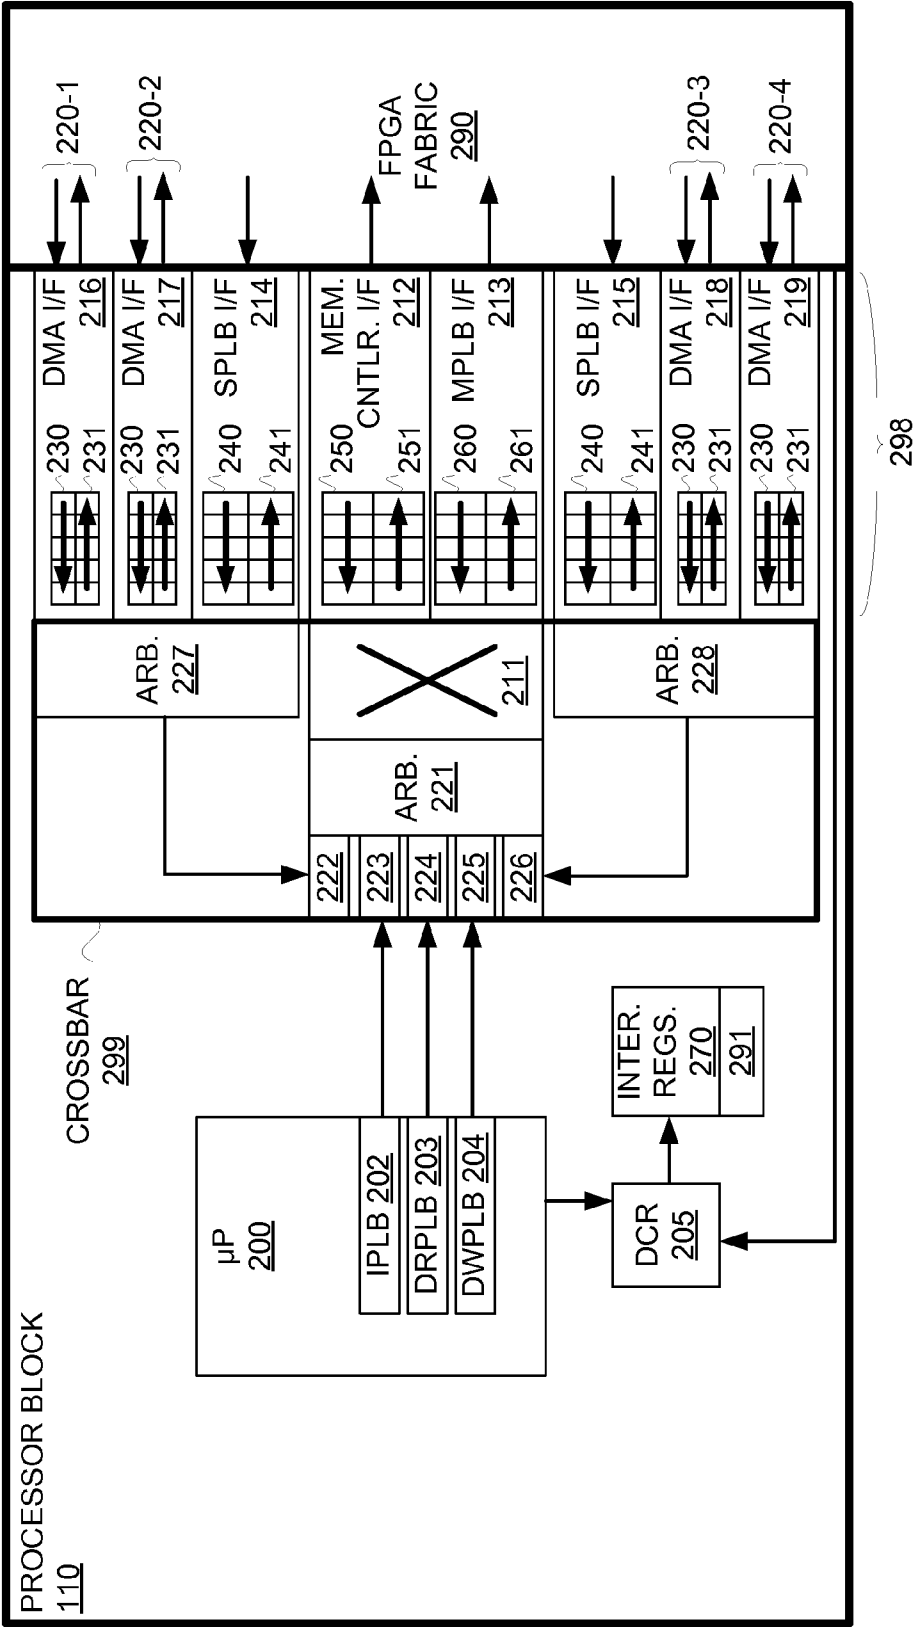 PROCESSOR BLOCK
110
µP
200
IPLB 202
DRPLB 203
DWPLB 204
DCR
205
INTER.
REGS.
270
291
CROSSBAR
299
222
223
224
225
226
ARB.
221
211
ARB.
227
ARB.
228
230
231
DMA I/F
216
230
231
DMA I/F
217
240
241
SPLB I/F
214
250
251
MEM.
CNTLR. I/F
212
260
261
MPLB I/F
213
240
241
SPLB I/F
215
230
231
DMA I/F
218
230
231
DMA I/F
219
220-1
220-2
FPGA
FABRIC
290
220-3
220-4
298